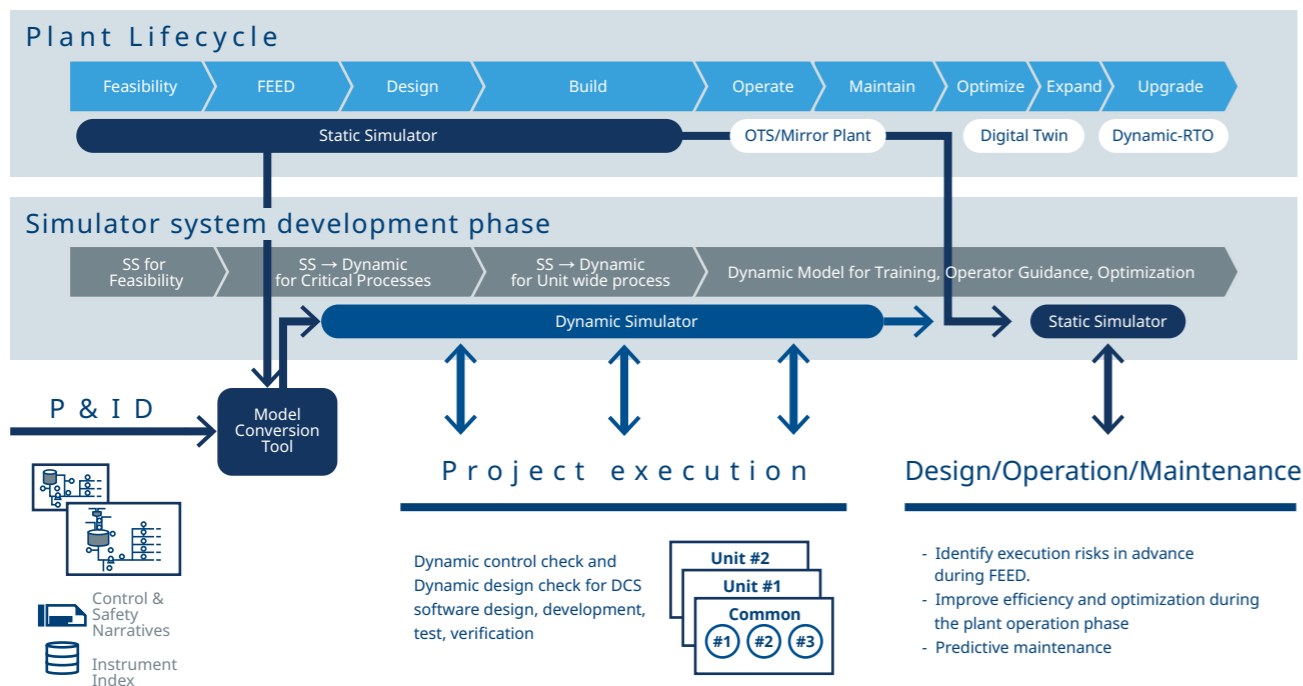 Plant Lifecycle
Feasibility
FEED
Design
Build
Operate
Maintain
Optimize
Expand
Upgrade
Static Simulator
OTS/Mirror Plant
Digital Twin
Dynamic-RTO
Simulator system development phase
SS for
Feasibility
SS → Dynamic
for Critical Processes
SS → Dynamic
for Unit wide process
Dynamic Model for Training, Operator Guidance, Optimization
Dynamic Simulator
Static Simulator
P & ID
Model
Conversion
Tool
Control &
Safety
Narratives
Instrument
Index
Project execution
Dynamic control check and
Dynamic design check for DCS
software design, development,
test, verification
Unit #2
Unit #1
Common
#1 #2 #3
Design/Operation/Maintenance
- Identify execution risks in advance
during FEED.
- Improve efficiency and optimization during
the plant operation phase
- Predictive maintenance